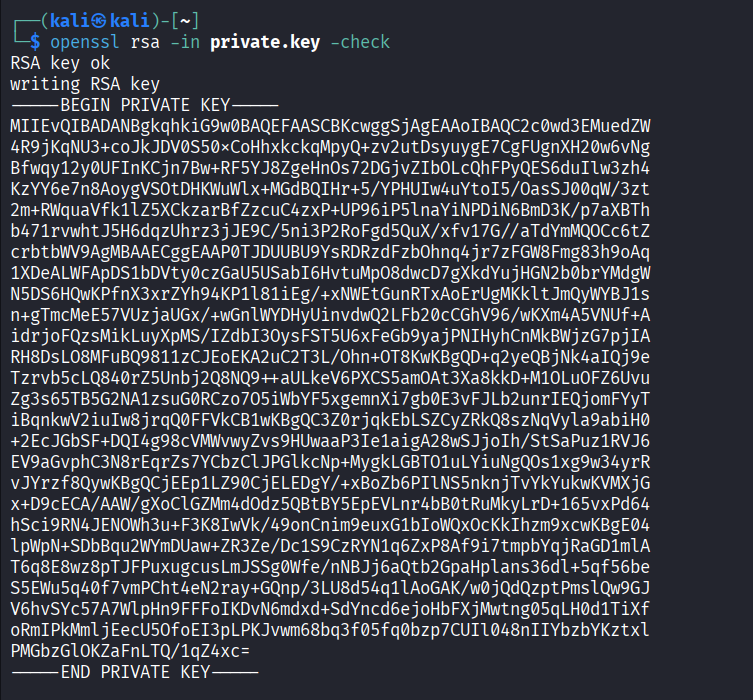 ┌──(kali㉿kali)-[~]
└─$ openssl rsa -in private.key -check
RSA key ok
writing RSA key
-----BEGIN PRIVATE KEY-----
MIIEvQIBADANBgkqhkiG9w0BAQEFAASCBKcwggSjAgEAAoIBAQC2c0wd3EMuedZW
4R9jKqNU3+coJkJDV0S50×CoHhxkckqMpyQ+zv2utDsyuygE7CgFUgnXH20w6vNg
Bfwqy12y0UFInKCjn7Bw+RF5YJ8ZgeHnOs72DGjvZIbOLcQhFPyQES6duIlw3zh4
KzYY6e7n8AoygVSOtDHKWuWlx+MGdBQIHr+5/YPHUIw4uYtoI5/OasSJ00qW/3zt
2m+RWquaVfk1lZ5XCkzarBfZzcuC4zxP+UP96iP5lnaYiNPDiN6BmD3K/p7aXBTh
b471rvwhtJ5H6dqzUhrz3jJE9C/5ni3P2RoFgd5QuX/xfv17G//aTdYmMQOCc6tZ
crbtbWV9AgMBAAECggEAAP0TJDUUBU9YsRDRzdFzbOhnq4jr7zFGW8Fmg83h9oAq
1XDeALWFApDS1bDVty0czGaU5USabI6HvtuMpO8dwcD7gXkdYujHGN2b0brYMdgW
N5DS6HQwKPfnX3xrZYh94KP1l81iEg/+xNWEtGunRTxAoErUgMKkltJmQyWYBJ1s
n+gTmcMeE57VUzjaUGx/+wGnlWYDHyUinvdwQ2LFb20cCGhV96/wKXm4A5VNUf+A
idrjoFQzsMikLuyXpMS/IZdbI3OysFST5U6xFeGb9yajPNIHyhCnMkBWjzG7pjIA
RH8DsLO8MFuBQ9811zCJEoEKA2uC2T3L/Ohn+OT8KwKBgQD+q2yeQBjNk4aIQj9e
Tzrvb5cLQ840rZ5Unbj2Q8NQ9++aULkeV6PXCS5amOAt3Xa8kkD+M1OLuOFZ6Uvu
Zg3s65TB5G2NA1zsuG0RCzo7O5iWbYF5xgemnXi7gb0E3vFJLb2unrIEQjomFYyT
iBqnkwV2iuIw8jrqQ0FFVkCB1wKBgQC3Z0rjqkEbLSZCyZRkQ8szNqVyla9abiH0
+2EcJGbSF+DQI4g98cVMWvwyZvs9HUwaaP3Ie1aigA28wSJjoIh/StSaPuz1RVJ6
EV9aGvphC3N8rEqrZs7YCbzClJPGlkcNp+MygkLGBTO1uLYiuNgQOs1xg9w34yrR
vJYrzf8QywKBgQCjEEp1LZ90CjELEDgY/+xBoZb6PIlNS5nknjTvYkYukwKVMXjG
x+D9cECA/AAW/gXoClGZMm4dOdz5QBtBY5EpEVLnr4bB0tRuMkyLrD+165vxPd64
hSci9RN4JENOWh3u+F3K8IwVk/49onCnim9euxG1bIoWQxOcKkIhzm9xcwKBgE04
lpWpN+SDbBqu2WYmDUaw+ZR3Ze/Dc1S9CzRYN1q6ZxP8Af9i7tmpbYqjRaGD1mlA
T6q8E8wz8pTJFPuxugcusLmJSSg0Wfe/nNBJj6aQtb2GpaHplans36dl+5qf56be
S5EWu5q40f7vmPCht4eN2ray+GQnp/3LU8d54q1lAoGAK/w0jQdQzptPmslQw9GJ
V6hvSYc57A7WlpHn9FFFoIKDvN6mdxd+SdYncd6ejoHbFXjMwtng05qLH0d1TiXf
oRmIPkMmljEecU5OfoEI3pLPKJvwm68bq3f05fq0bzp7CUIl048nIIYbzbYKztxl
PMGbzGlOKZaFnLTQ/1qZ4xc=
-----END PRIVATE KEY-----